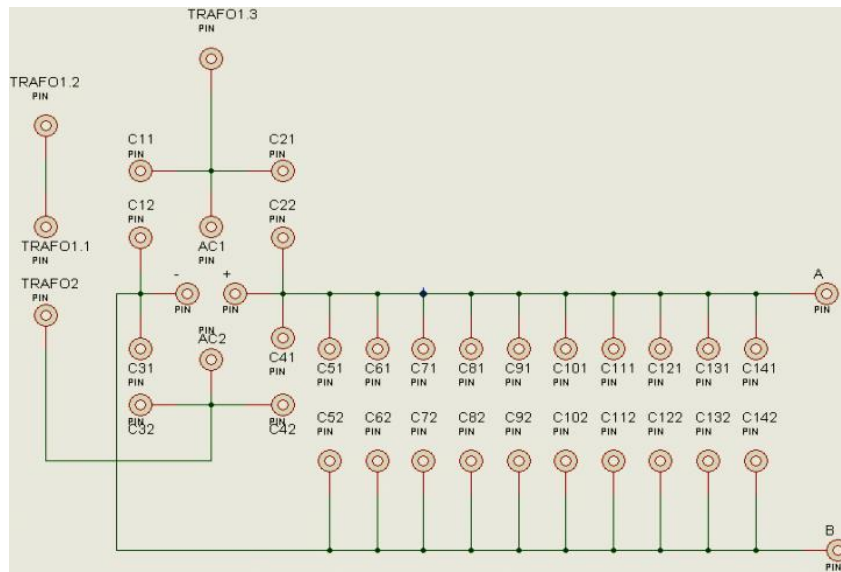 TRAFO1.3
PIN
TRAFO1.2
PIN
C11
PIN
C21
PIN
C12
PIN
C22
PIN
TRAFO1.1
PIN
AC1
PIN
TRAFO2
PIN
-
PIN
+
PIN
A
PIN
PIN
AC2
C31
PIN
C41
PIN
C51
PIN
C61
PIN
C71
PIN
C81
PIN
C91
PIN
C101
PIN
C111
PIN
C121
PIN
C131
PIN
C141
PIN
PIN
C32
PIN
C42
C52
PIN
C62
PIN
C72
PIN
C82
PIN
C92
PIN
C102
PIN
C112
PIN
C122
PIN
C132
PIN
C142
PIN
B
PIN